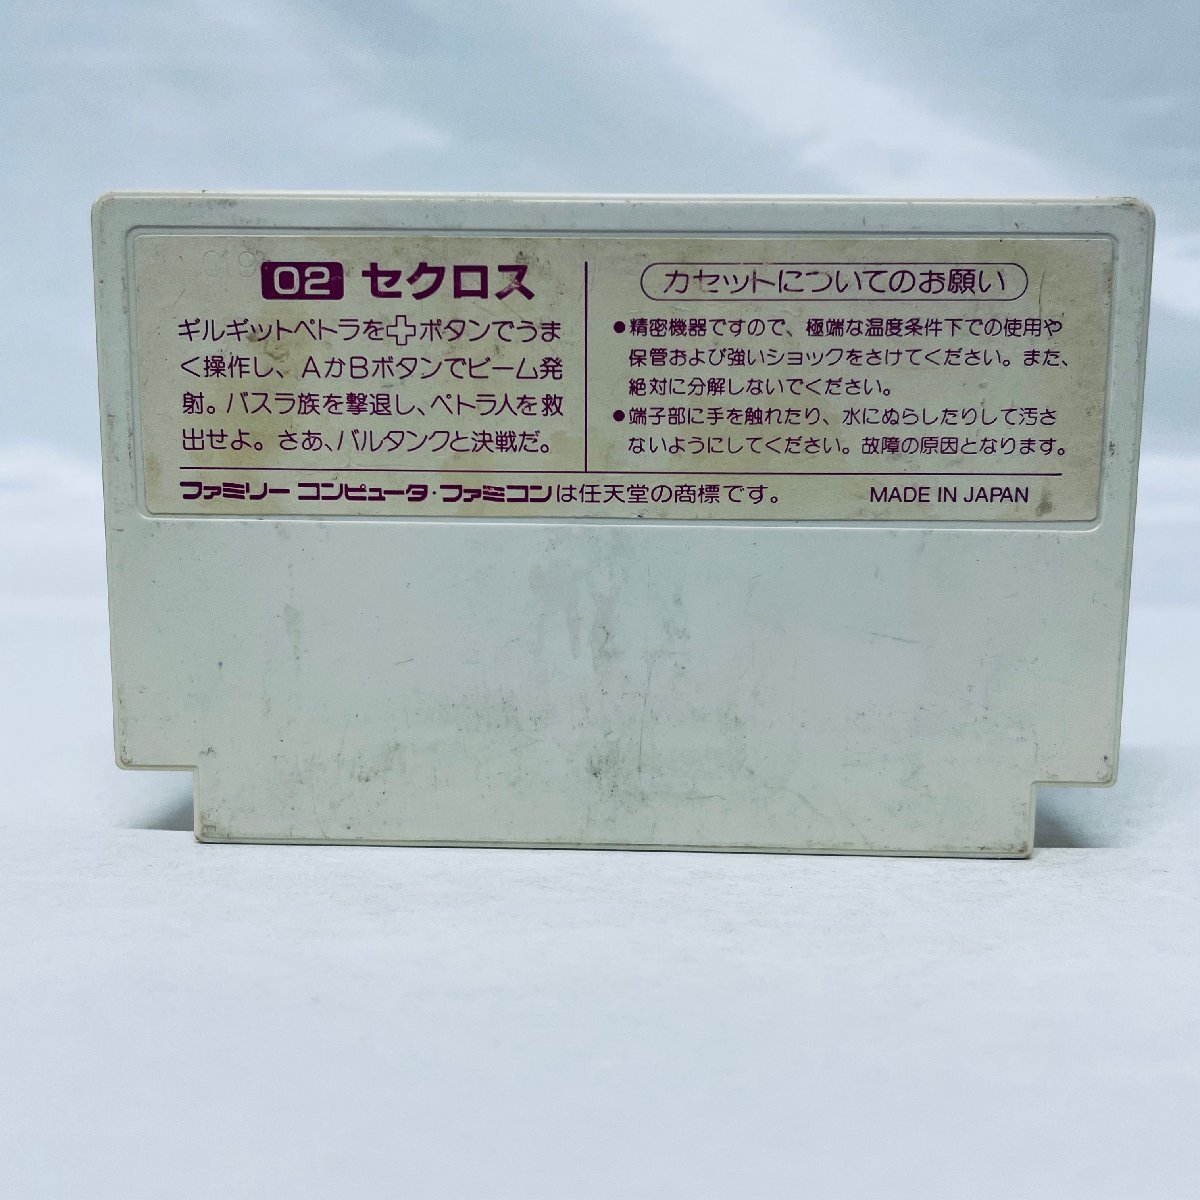 02 セクロス
ギルギットペトラを✚ボタンでうま
く操作し、AかBボタンでビーム発
射。バスラ族を撃退し、ペトラ人を救
出せよ。さあ、バルタンクと決戦だ。
カセットについてのお願い
●精密機器ですので、極端な温度条件下での使用や
保管および強いショックをさけてください。また、
絶対に分解しないでください。
●端子部に手を触れたり、水にぬらしたりして汚さ
ないようにしてください。故障の原因となります。
ファミリーコンピュータ・ファミコンは任天堂の商標です。
MADE IN JAPAN